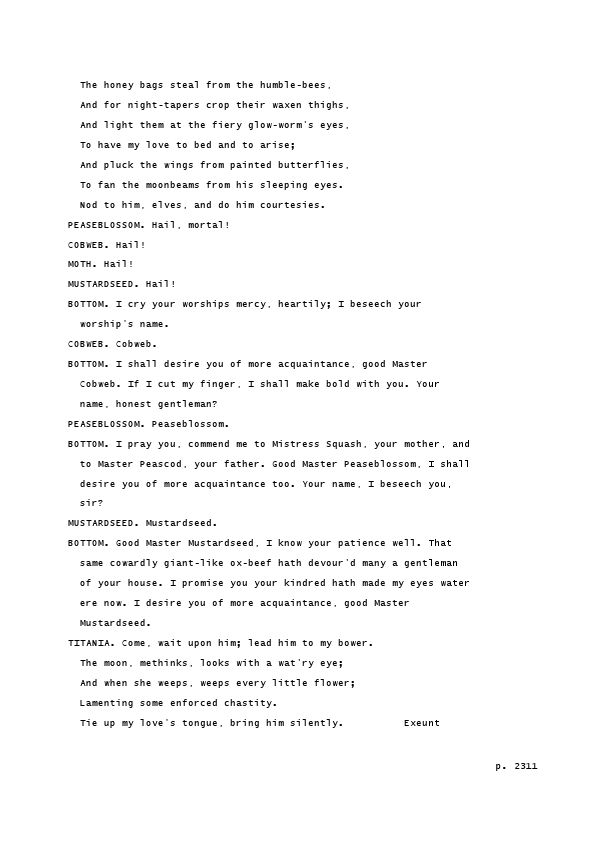 The honey bags steal from the humble-bees,
And for night-tapers crop their waxen thighs,
And light them at the fiery glow-worm's eyes,
To have my love to bed and to arise;
And pluck the wings from painted butterflies,
To fan the moonbeams from his sleeping eyes.
Nod to him, elves, and do him courtesies.
PEASEBLOSSOM. Hail, mortal!
COBWEB. Hail!
MOTH. Hail!
MUSTARDSEED. Hail!
BOTTOM. I cry your worships mercy, heartily; I beseech your
worship's name.
COBWEB. Cobweb.
BOTTOM. I shall desire you of more acquaintance, good Master
Cobweb. If I cut my finger, I shall make bold with you. Your
name, honest gentleman?
PEASEBLOSSOM. Peaseblossom.
BOTTOM. I pray you, commend me to Mistress Squash, your mother, and
to Master Peascod, your father. Good Master Peaseblossom, I shall
desire you of more acquaintance too. Your name, I beseech you,
sir?
MUSTARDSEED. Mustardseed.
BOTTOM. Good Master Mustardseed, I know your patience well. That
same cowardly giant-like ox-beef hath devour'd many a gentleman
of your house. I promise you your kindred hath made my eyes water
ere now. I desire you of more acquaintance, good Master
Mustardseed.
TITANIA. Come, wait upon him; lead him to my bower.
The moon, methinks, looks with a wat'ry eye;
And when she weeps, weeps every little flower;
Lamenting some enforced chastity.
Tie up my love's tongue, bring him silently. Exeunt
p. 2311